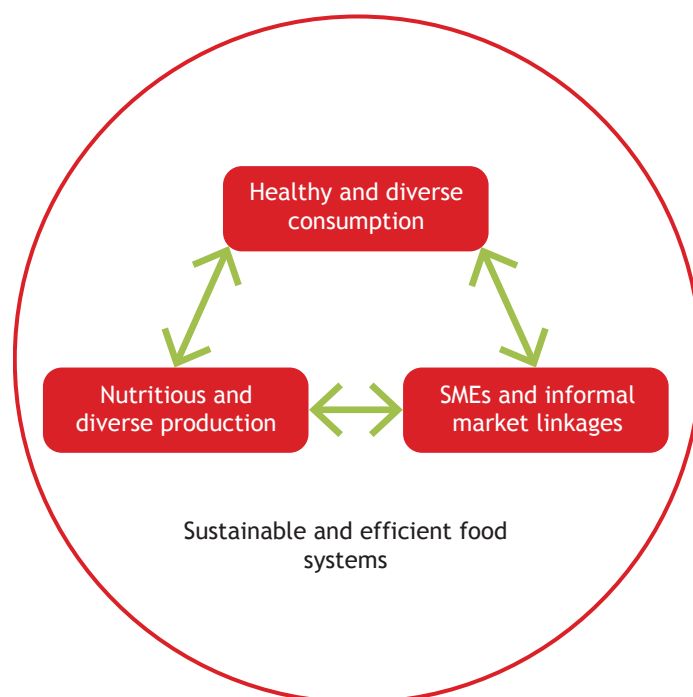 Healthy and diverse
consumption
Nutritious and
diverse production
SMEs and informal
market linkages
Sustainable and efficient food
systems